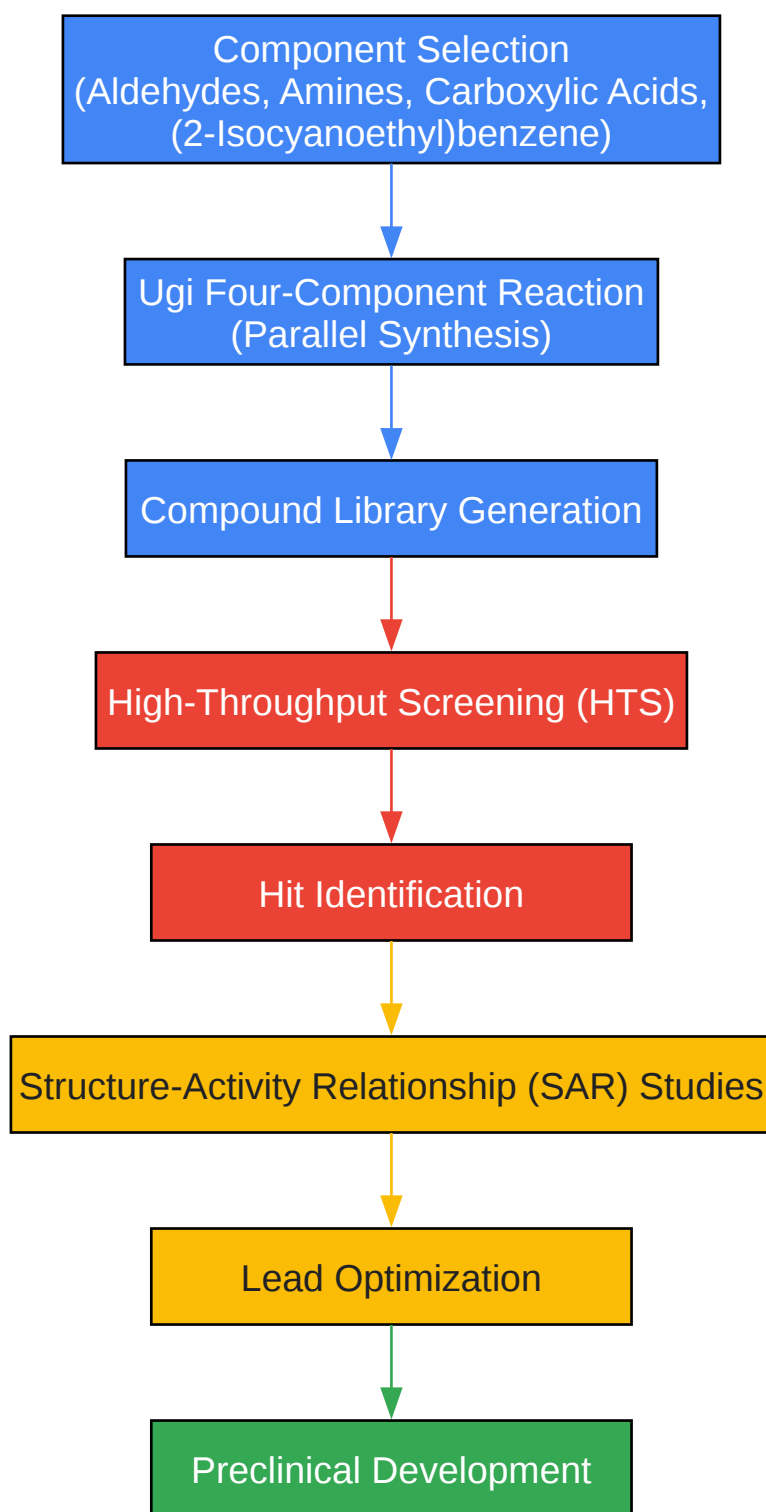 Component Selection
(Aldehydes, Amines, Carboxylic Acids,
(2-Isocyanoethyl)benzene)
Ugi Four-Component Reaction
(Parallel Synthesis)
Compound Library Generation
High-Throughput Screening (HTS)
Hit Identification
Structure-Activity Relationship (SAR) Studies
Lead Optimization
Preclinical Development